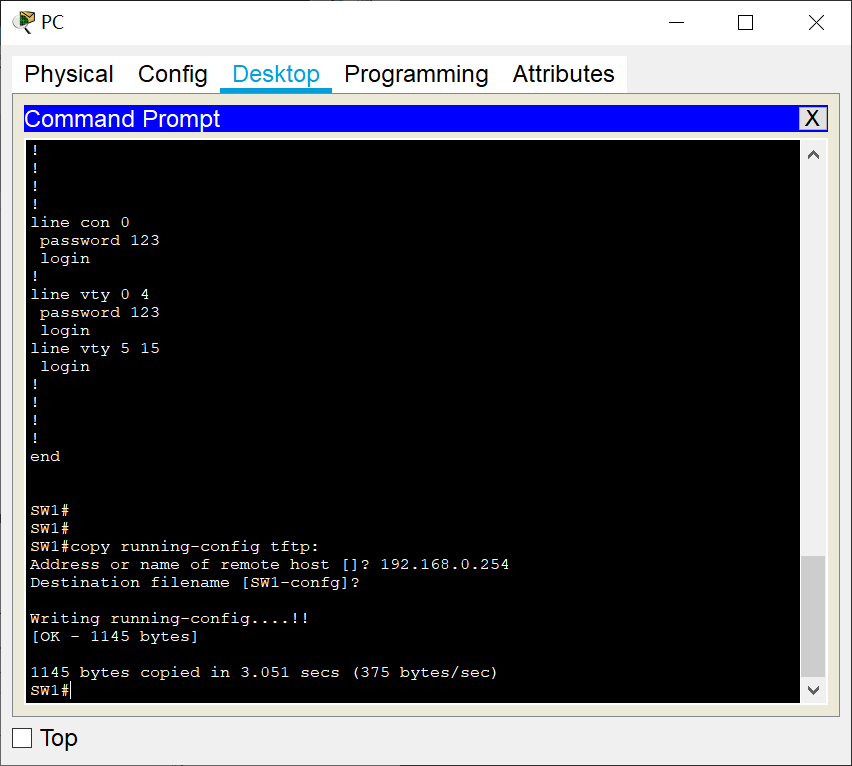 PC
Physical Config Desktop Programming Attributes
Command Prompt X
!
!
!
!
line con 0
 password 123
 login
!
line vty 0 4
 password 123
 login
line vty 5 15
 login
!
!
!
!
end
SW1#
SW1#
SW1#copy running-config tftp:
Address or name of remote host []? 192.168.0.254
Destination filename [SW1-confg]?
Writing running-config....!!
[OK - 1145 bytes]
1145 bytes copied in 3.051 secs (375 bytes/sec)
SW1#
Top